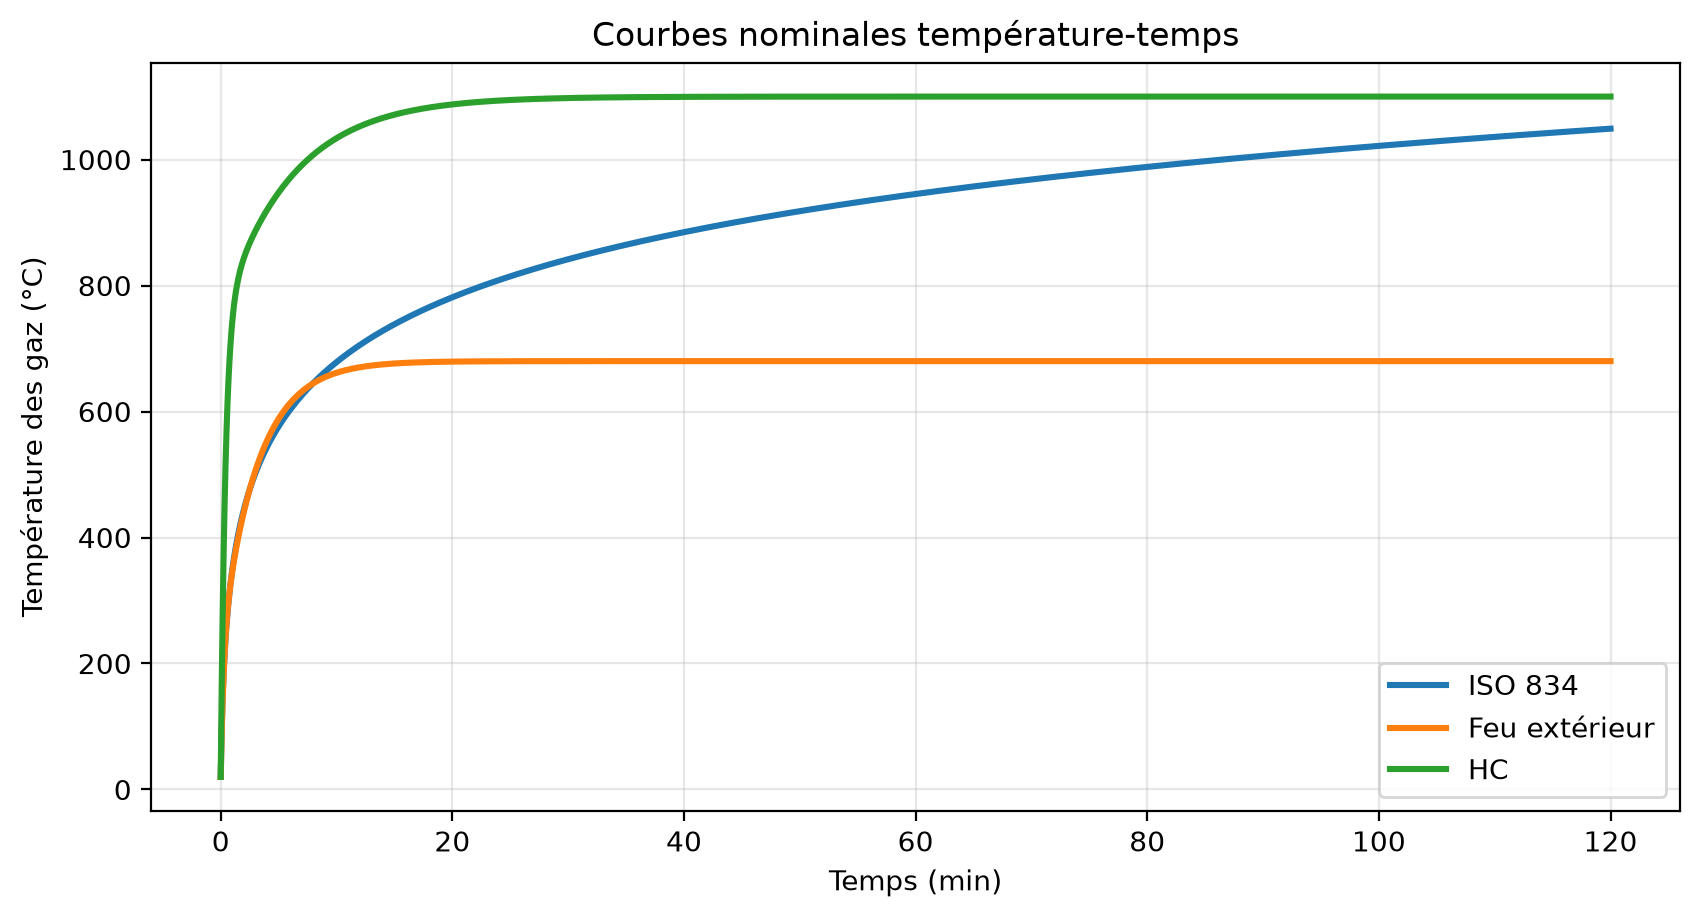 Courbes nominales température-temps
Température des gaz (°C)
1000
800
600
400
200
0
0 20 40 60 80 100 120
Temps (min)
ISO 834
Feu extérieur
HC